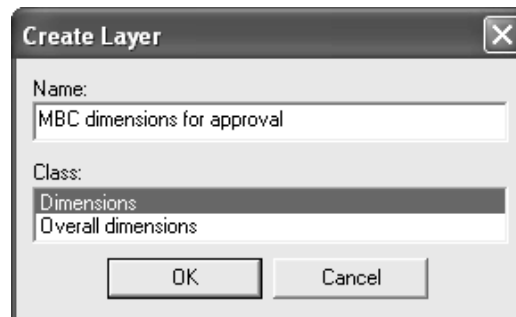 Create Layer
Name:
MBC dimensions for approval
Class:
Dimensions
Overall dimensions
OK
Cancel